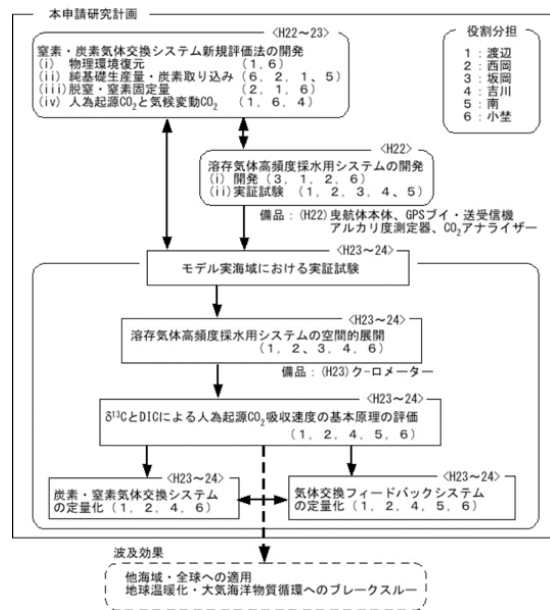 本申請研究計画
<H22～23>
窒素・炭素気体交換システム新規評価法の開発
(i) 物理環境復元 (1, 6)
(ii) 純基礎生産量・炭素取り込み (6, 2, 1、5)
(iii) 脱窒・窒素固定量 (2, 1, 6)
(iv) 人為起源CO₂と気候変動CO₂ (1, 6, 4)
役割分担
1：渡辺
2：西岡
3：坂岡
4：吉川
5：南
6：小埜
<H22>
溶存気体高頻度採水用システムの開発
(i) 開発 (3, 1, 2, 6)
(ii) 実証試験 (1, 2, 3, 4、5)
備品：(H22) 曳航体本体、GPSブイ・送受信機
アルカリ度測定器、CO₂アナライザー
<H23～24>
モデル実海域における実証試験
<H23～24>
溶存気体高頻度採水用システムの空間的展開
(1, 2、3, 4, 6)
備品：(H23) クーロメーター
<H23～24>
δ¹³CとDICによる人為起源CO₂吸収速度の基本原理の評価
(1, 2, 4, 5, 6)
<H23～24>
炭素・窒素気体交換システム
の定量化 (1, 2, 4, 6)
<H23～24>
気体交換フィードバックシステム
の定量化 (1, 2, 4, 5, 6)
波及効果
他海域・全球への適用
地球温暖化・大気海洋物質循環へのブレークスルー